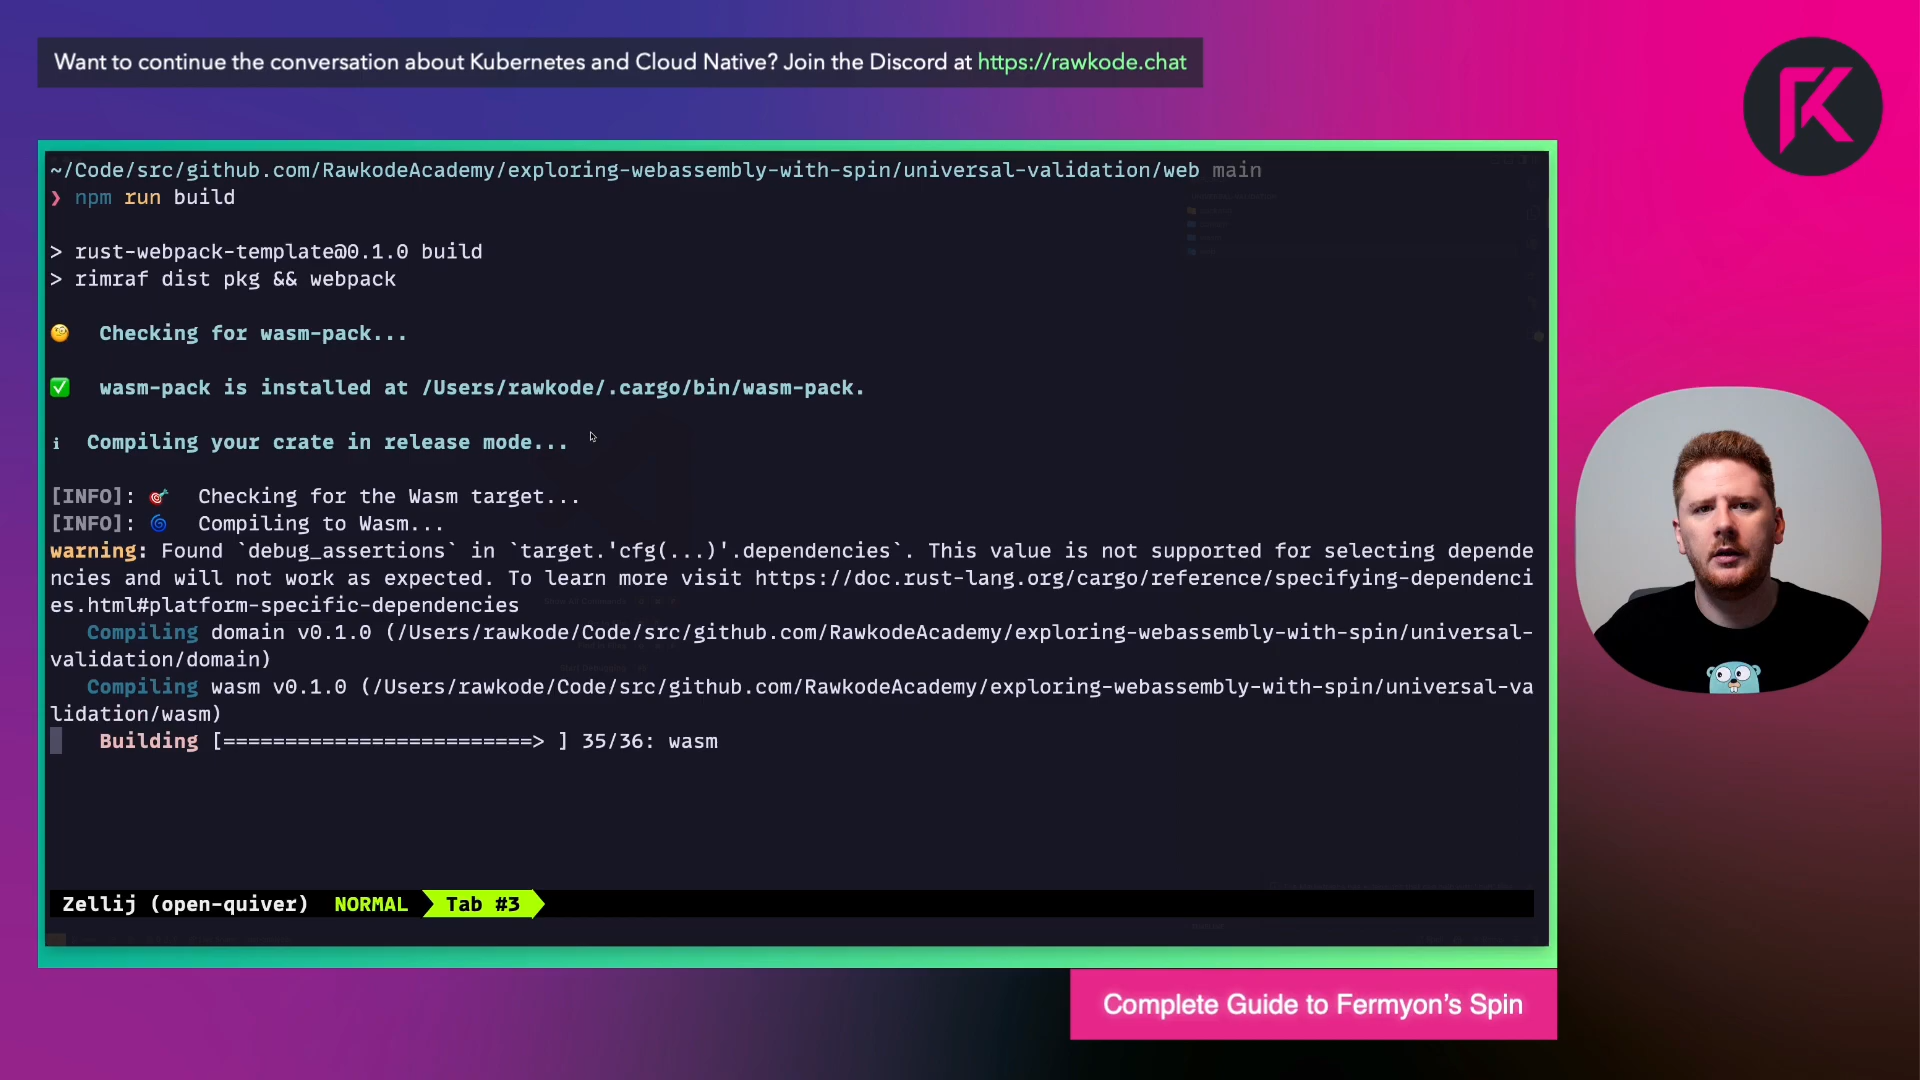 Want to continue the conversation about Kubernetes and Cloud Native? Join the Discord at https://rawkode.chat
~/Code/src/github.com/RawkodeAcademy/exploring-webassembly-with-spin/universal-validation/web main
❯ npm run build
> rust-webpack-template@0.1.0 build
> rimraf dist pkg && webpack
🧐 Checking for wasm-pack...
✅ wasm-pack is installed at /Users/rawkode/.cargo/bin/wasm-pack.
ℹ Compiling your crate in release mode...
[INFO]: 🎯 Checking for the Wasm target...
[INFO]: 🌀 Compiling to Wasm...
warning: Found `debug_assertions` in `target.'cfg(...)'.dependencies`. This value is not supported for selecting depende
ncies and will not work as expected. To learn more visit https://doc.rust-lang.org/cargo/reference/specifying-dependenci
es.html#platform-specific-dependencies
Compiling domain v0.1.0 (/Users/rawkode/Code/src/github.com/RawkodeAcademy/exploring-webassembly-with-spin/universal-
validation/domain)
Compiling wasm v0.1.0 (/Users/rawkode/Code/src/github.com/RawkodeAcademy/exploring-webassembly-with-spin/universal-va
lidation/wasm)
Building [=========================> ] 35/36: wasm
Zellij (open-quiver) NORMAL Tab #3
Complete Guide to Fermyon's Spin